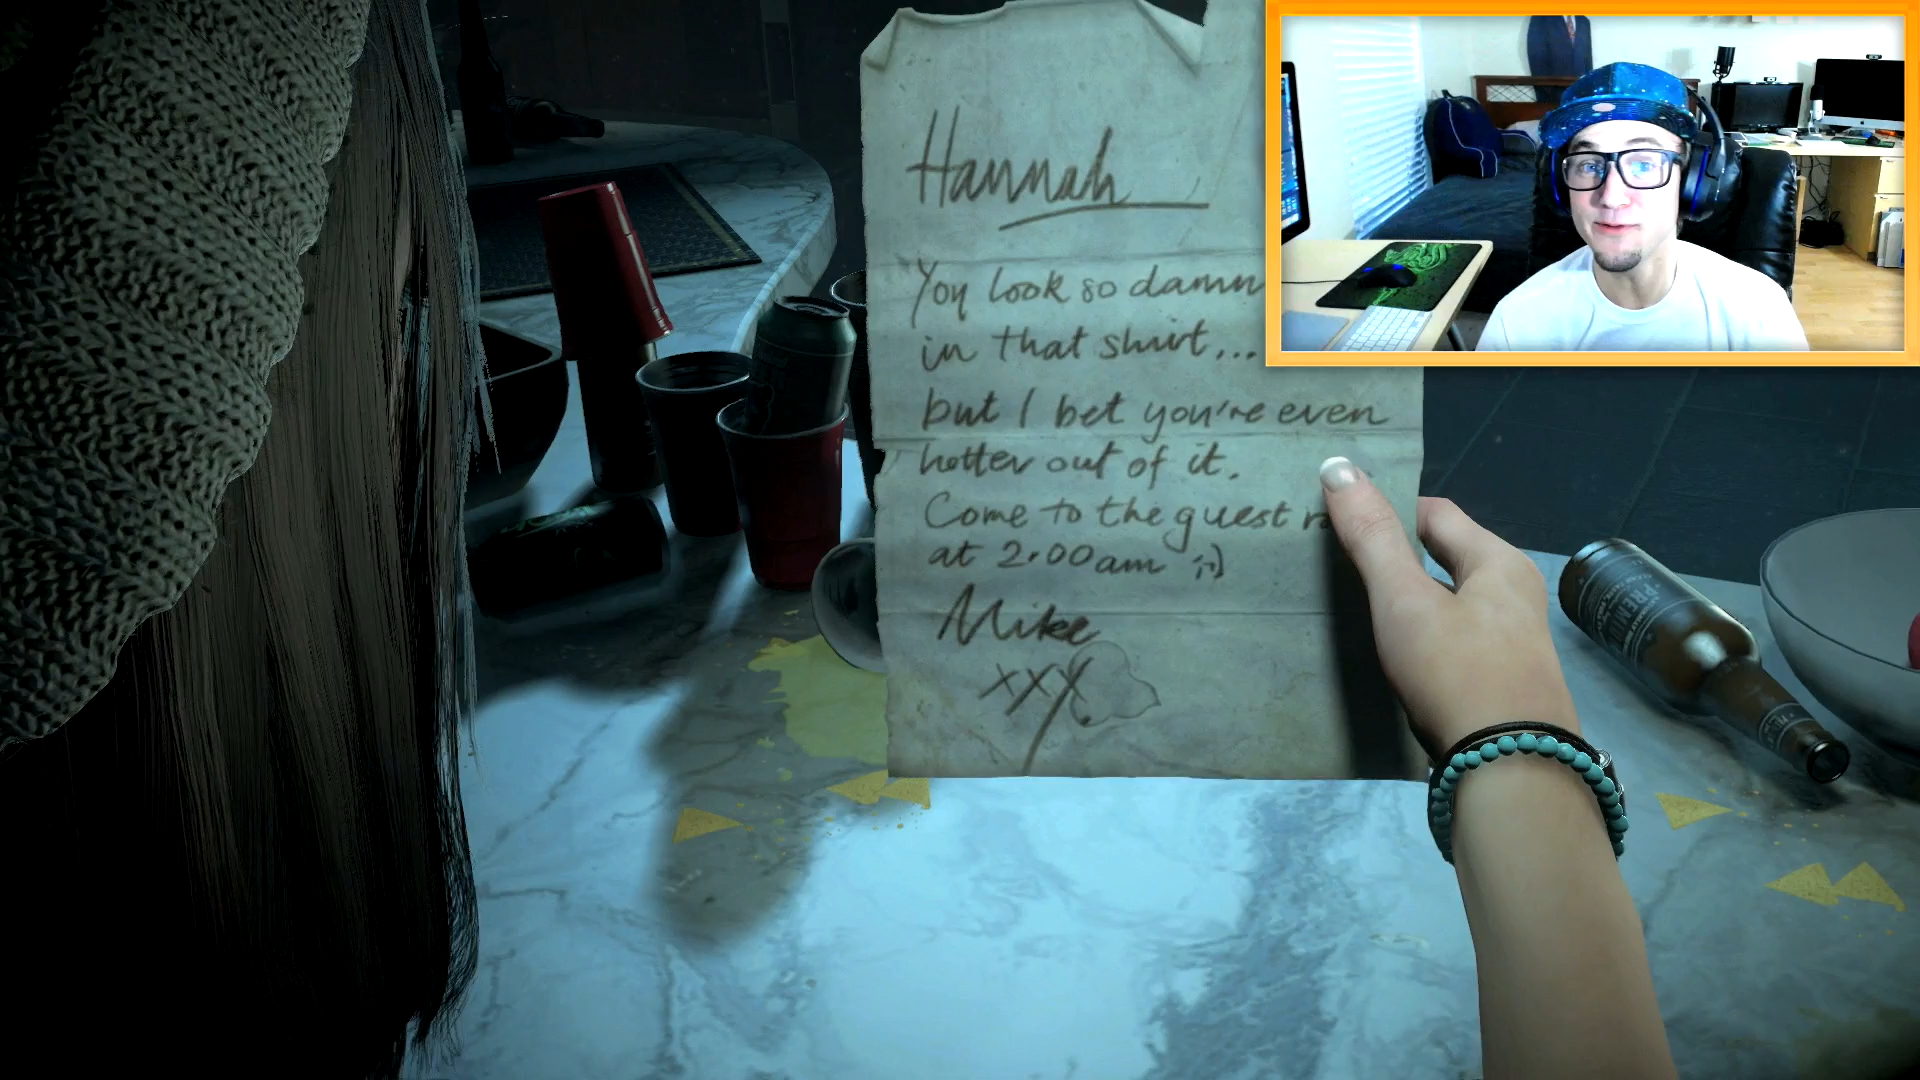 Hannah
You look so damn
in that shirt...
but I bet you're even
hotter out of it.
Come to the guest
at 2.00am ;)
Mike
xxx
PREMIUM